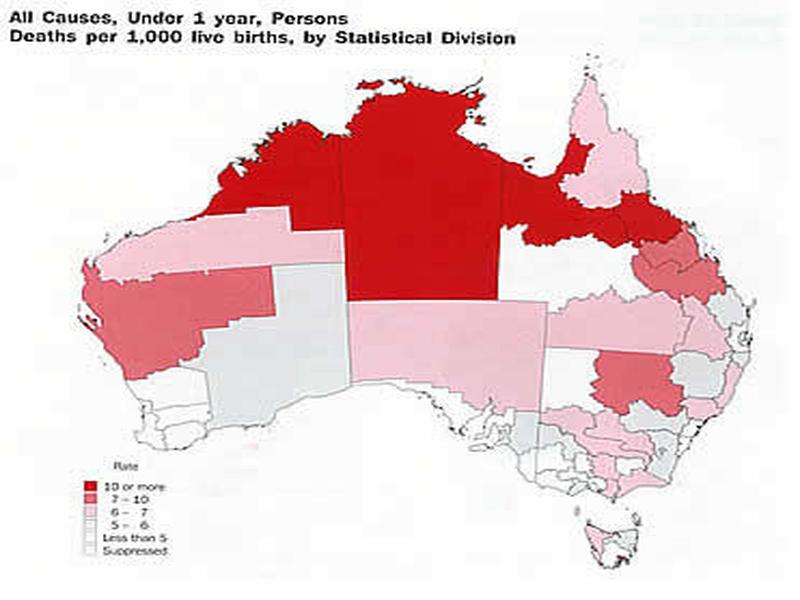 All Causes, Under 1 year, Persons
Deaths per 1,000 live births, by Statistical Division
Rate
10 or more
7 - 10
6 - 7
5 - 6
Less than 5
Suppressed